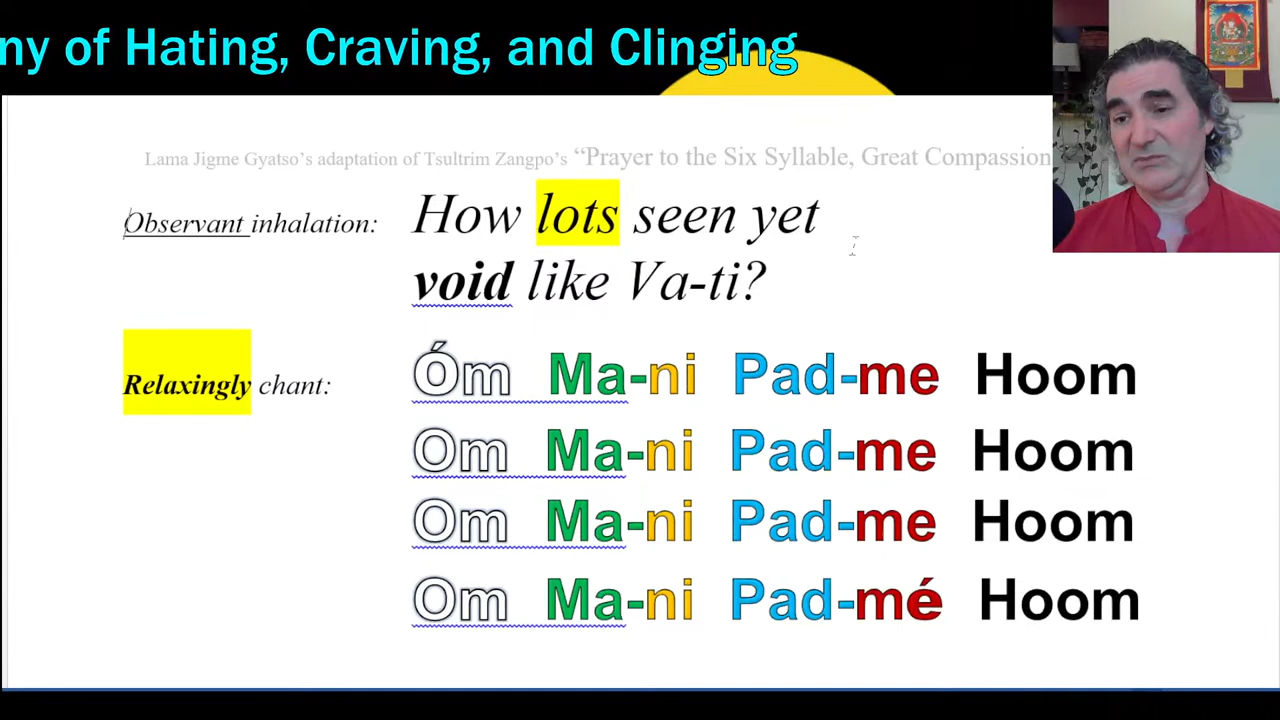 ny of Hating, Craving, and Clinging
Lama Jigme Gyatso's adaptation of Tsultrim Zangpo's "Prayer to the Six Syllable, Great Compassion
Observant inhalation: How lots seen yet
void like Va-ti?
Relaxingly chant: Óm Ma-ni Pad-me Hoom
Om Ma-ni Pad-me Hoom
Om Ma-ni Pad-me Hoom
Om Ma-ni Pad-mé Hoom